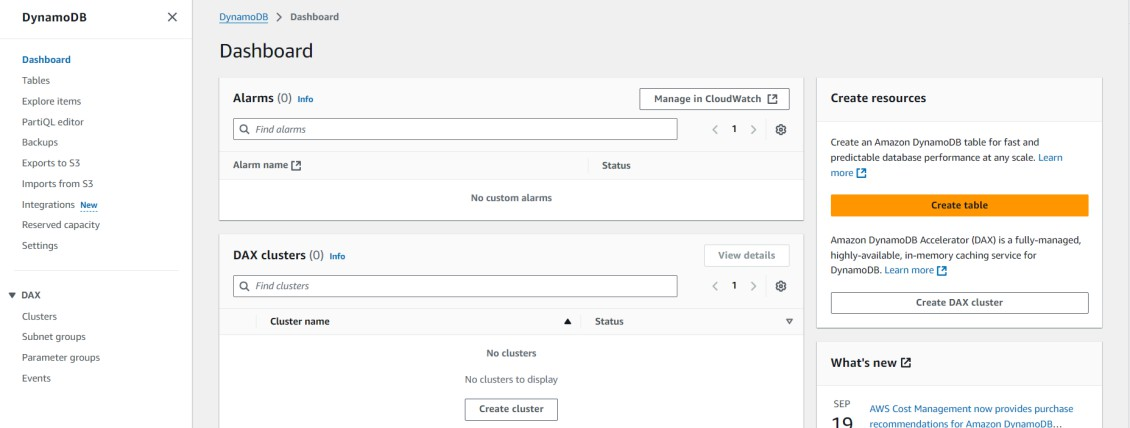 DynamoDB
Dashboard
Tables
Explore items
PartiQL editor
Backups
Exports to S3
Imports from S3
Integrations New
Reserved capacity
Settings
DAX
Clusters
Subnet groups
Parameter groups
Events
DynamoDB > Dashboard
Dashboard
Alarms (0) Info
Manage in CloudWatch
Find alarms
1
Alarm name
Status
No custom alarms
DAX clusters (0) Info
View details
Find clusters
1
Cluster name
Status
No clusters
No clusters to display
Create cluster
Create resources
Create an Amazon DynamoDB table for fast and
predictable database performance at any scale. Learn
more
Create table
Amazon DynamoDB Accelerator (DAX) is a fully-managed,
highly-available, in-memory caching service for
DynamoDB. Learn more
Create DAX cluster
What's new
SEP
19
AWS Cost Management now provides purchase
recommendations for Amazon DynamoDB...